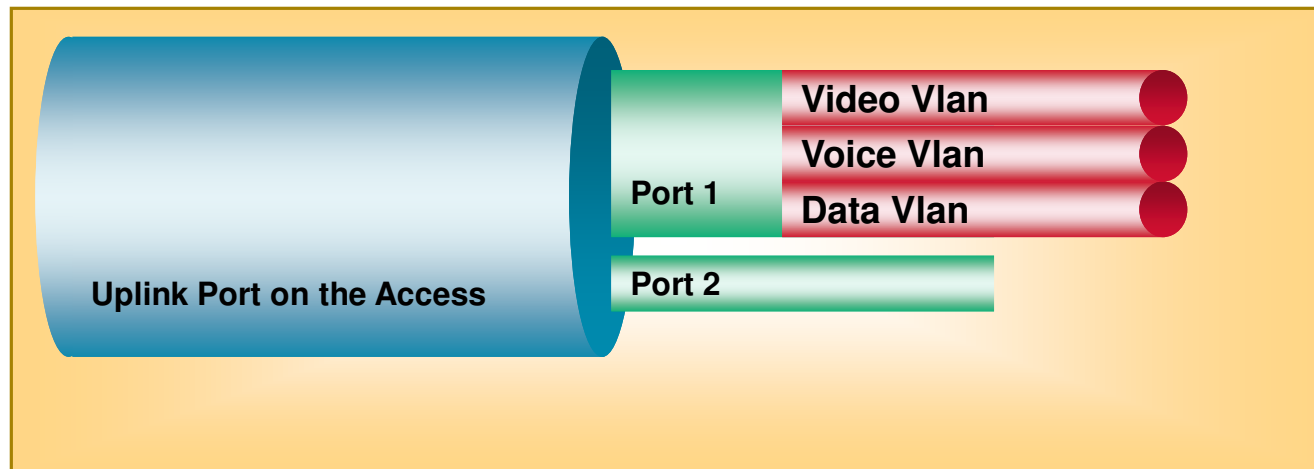 Video Vlan
Voice Vlan
Port 1
Data Vlan
Port 2
Uplink Port on the Access